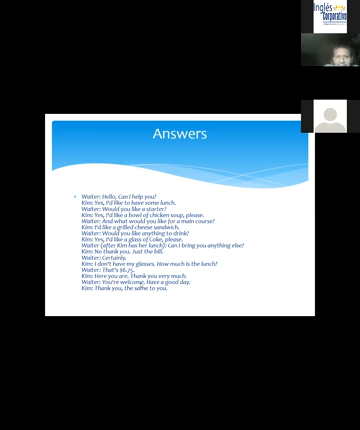 Inglés
Corporativo
Answers
Waiter: Hello, Can I help you?
Kim: Yes, I'd like to have some lunch.
Waiter: Would you like a starter?
Kim: Yes, I'd like a bowl of chicken soup, please.
Waiter: And what would you like for a main course?
Kim: I'd like a grilled cheese sandwich.
Waiter: Would you like anything to drink?
Kim: Yes, I'd like a glass of Coke, please.
Waiter (after Kim has her lunch): Can I bring you anything else?
Kim: No thank you. Just the bill.
Waiter: Certainly.
Kim: I don't have my glasses. How much is the lunch?
Waiter: That's $6.75.
Kim: Here you are. Thank you very much.
Waiter: You're welcome. Have a good day.
Kim: Thank you, the same to you.